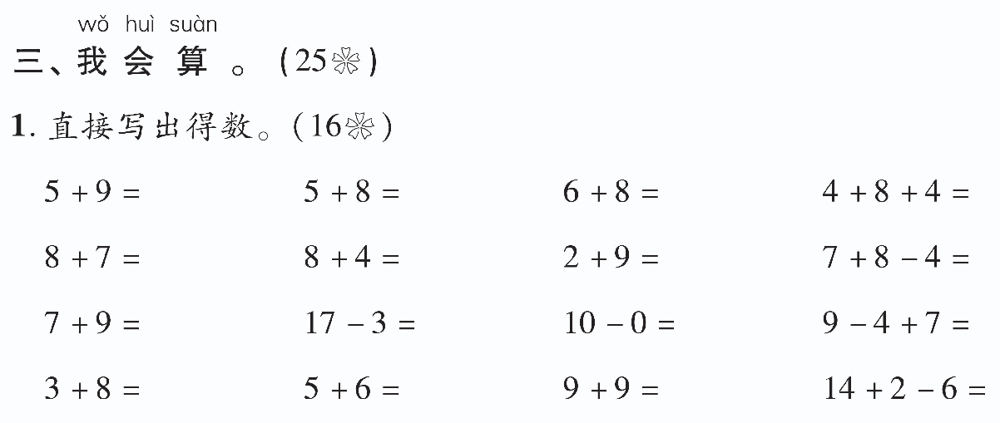 wǒ huì suàn
三、我 会 算 。(25❀)
1. 直接写出得数。(16❀)
5 + 9 = 5 + 8 = 6 + 8 = 4 + 8 + 4 =
8 + 7 = 8 + 4 = 2 + 9 = 7 + 8 - 4 =
7 + 9 = 17 - 3 = 10 - 0 = 9 - 4 + 7 =
3 + 8 = 5 + 6 = 9 + 9 = 14 + 2 - 6 =